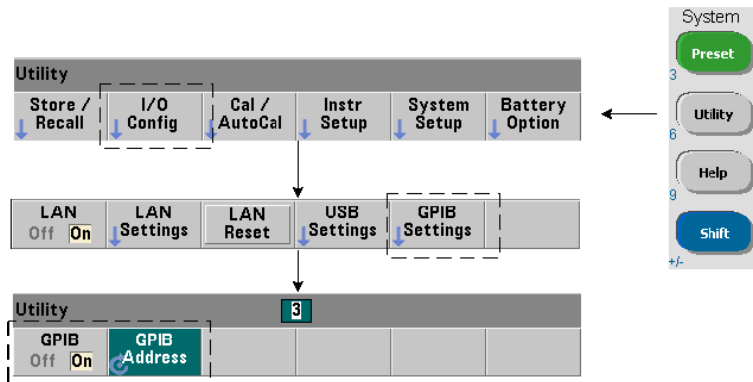 System
Preset
3
Utility
6
Help
9
Shift
+/-
Utility
Store / Recall
I/O Config
Cal / AutoCal
Instr Setup
System Setup
Battery Option
LAN
Off On
LAN Settings
LAN Reset
USB Settings
GPIB Settings
Utility
3
GPIB
Off On
GPIB Address